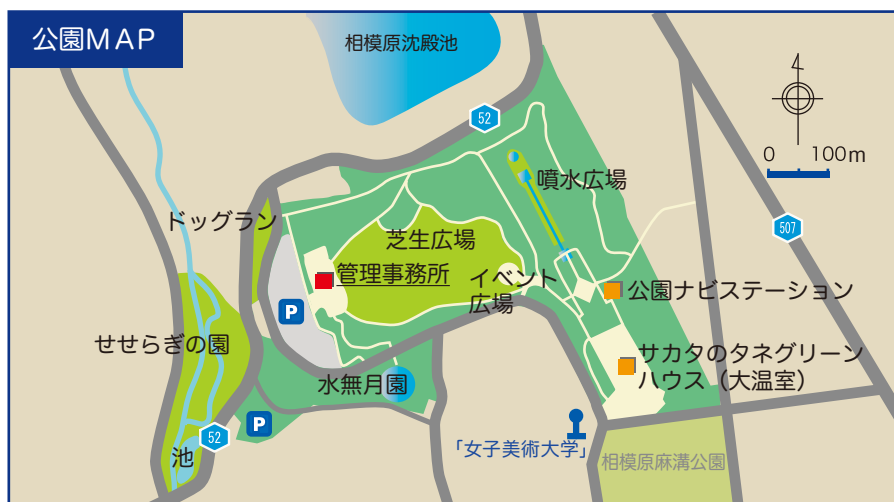 公園MAP
相模原沈殿池
52
0 100m
噴水広場
ドッグラン
507
芝生広場
管理事務所
イベント
広場
公園ナビステーション
P
せせらぎの園
サカタのタネグリーン
ハウス(大温室)
水無月園
P
52
「女子美術大学」
池
相模原麻溝公園